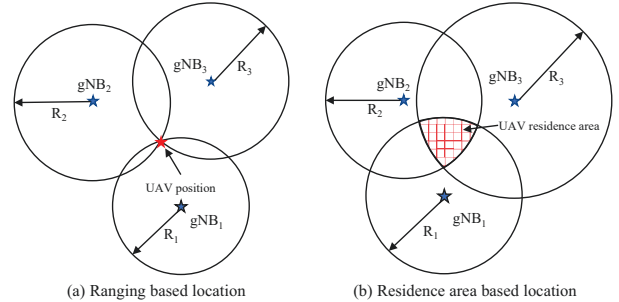 gNB₂
R₂
gNB₃
R₃
UAV position
gNB₁
R₁
(a) Ranging based location
gNB₂
R₂
gNB₃
R₃
UAV residence area
gNB₁
R₁
(b) Residence area based location